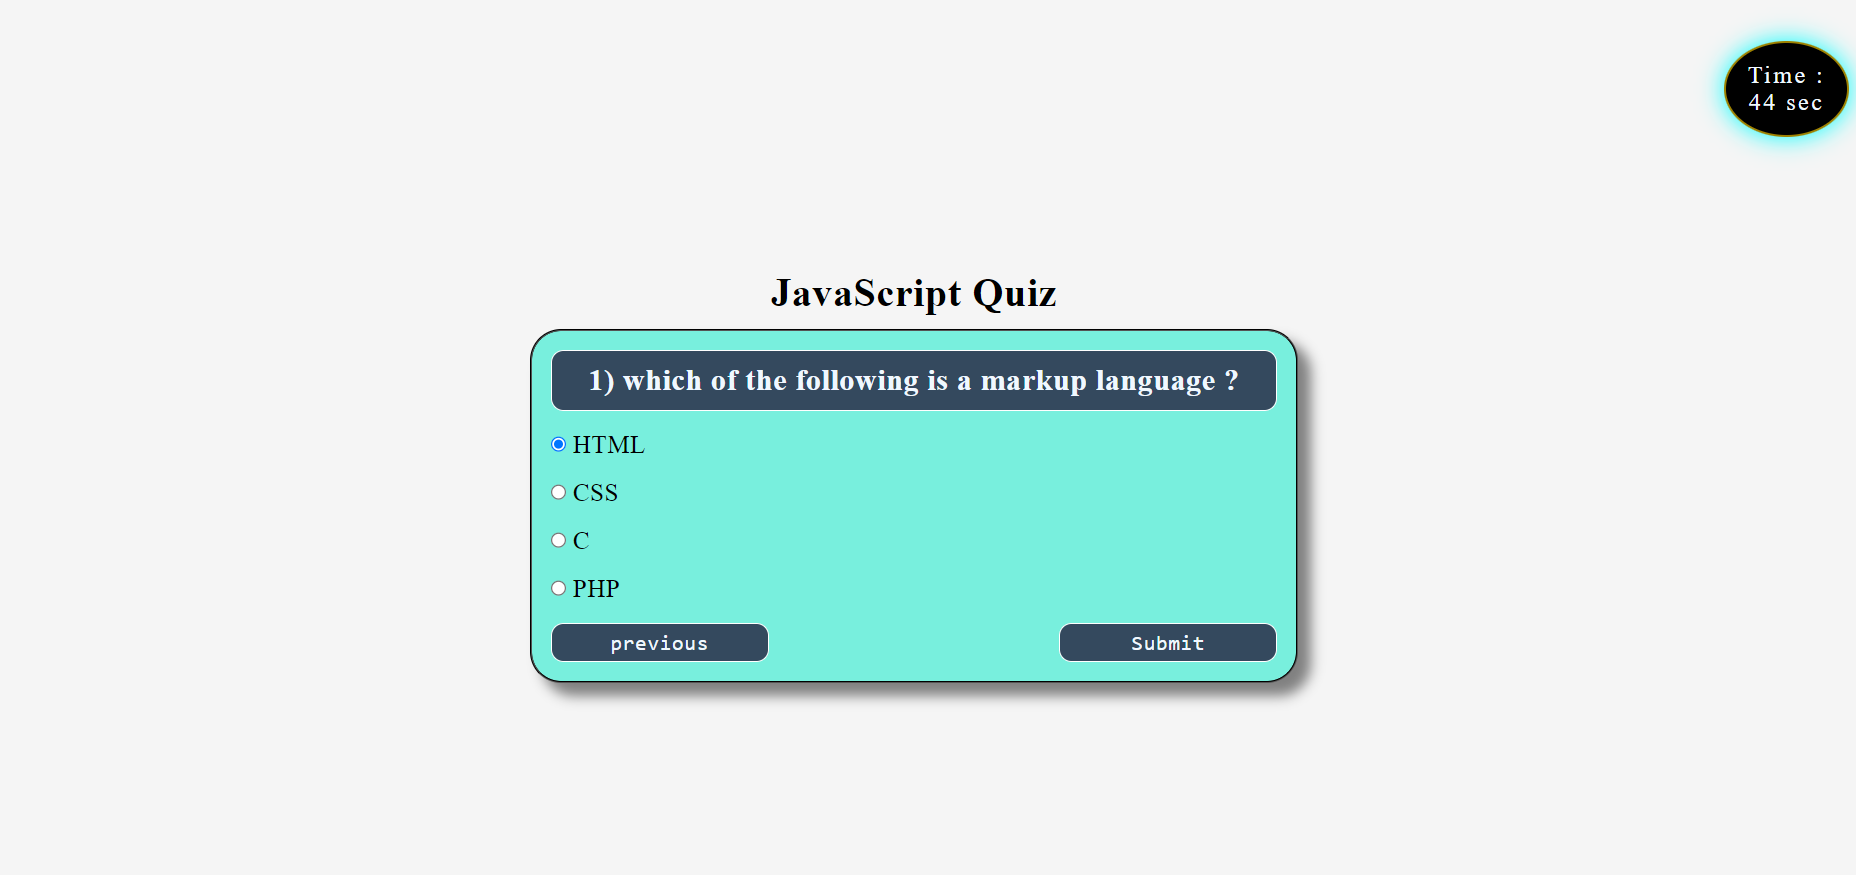 Time :
44 sec
JavaScript Quiz
1) which of the following is a markup language ?
HTML
CSS
C
PHP
previous
Submit